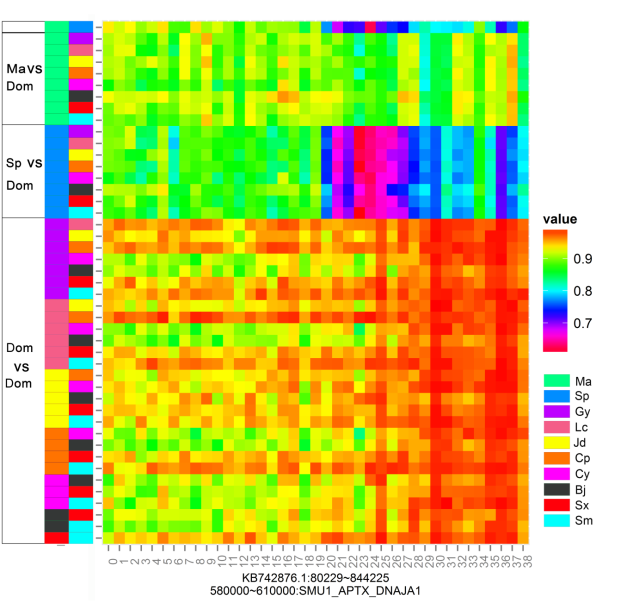 Ma vs
Dom
Sp vs
Dom
Dom
vs
Dom
value
0.9
0.8
0.7
Ma
Sp
Gy
Lc
Jd
Cp
Cy
Bj
Sx
Sm
0 1 2 3 4 5 6 7 8 9 10 11 12 13 14 15 16 17 18 19 20 21 22 23 24 25 26 27 28 29 30 31 32 33 34 35 36 37 38
KB742876.1:80229~844225
580000~610000:SMU1_APTX_DNAJA1